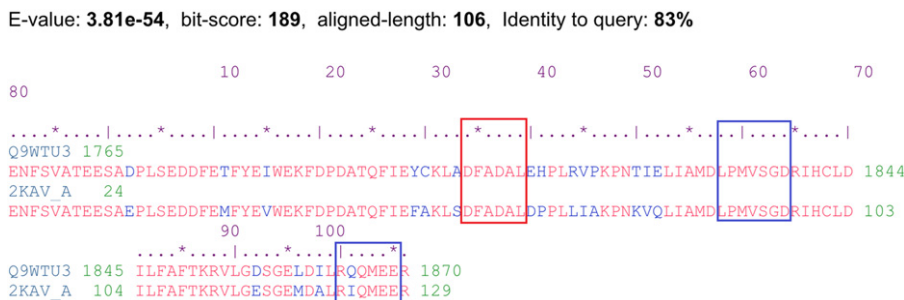 E-value: 3.81e-54, bit-score: 189, aligned-length: 106, Identity to query: 83%
10 20 30 40 50 60 70
80
....*....|....*....|....*....|....*....|....*....|....*....|....*....|....*....|
Q9WTU3 1765
ENFSVATEESADPLSEDDFETFYEIWEKFDPDATQFIEYCKLADFADALEHPLRVPKPNTIELIAMDLPMVSGDRIHCLD 1844
2KAV_A 24
ENFSVATEESAEPLSEDDFEMFYEVWEKFDPDATQFIEFAKLSDFADALDPPLLIAKPNKVQLIAMDLPMVSGDRIHCLD 103
90 100
....*....|....*....|....*.
Q9WTU3 1845 ILFAFTKRVLGDSGELDILRQQMEER 1870
2KAV_A 104 ILFAFTKRVLGESGEMDALRIQMEER 129